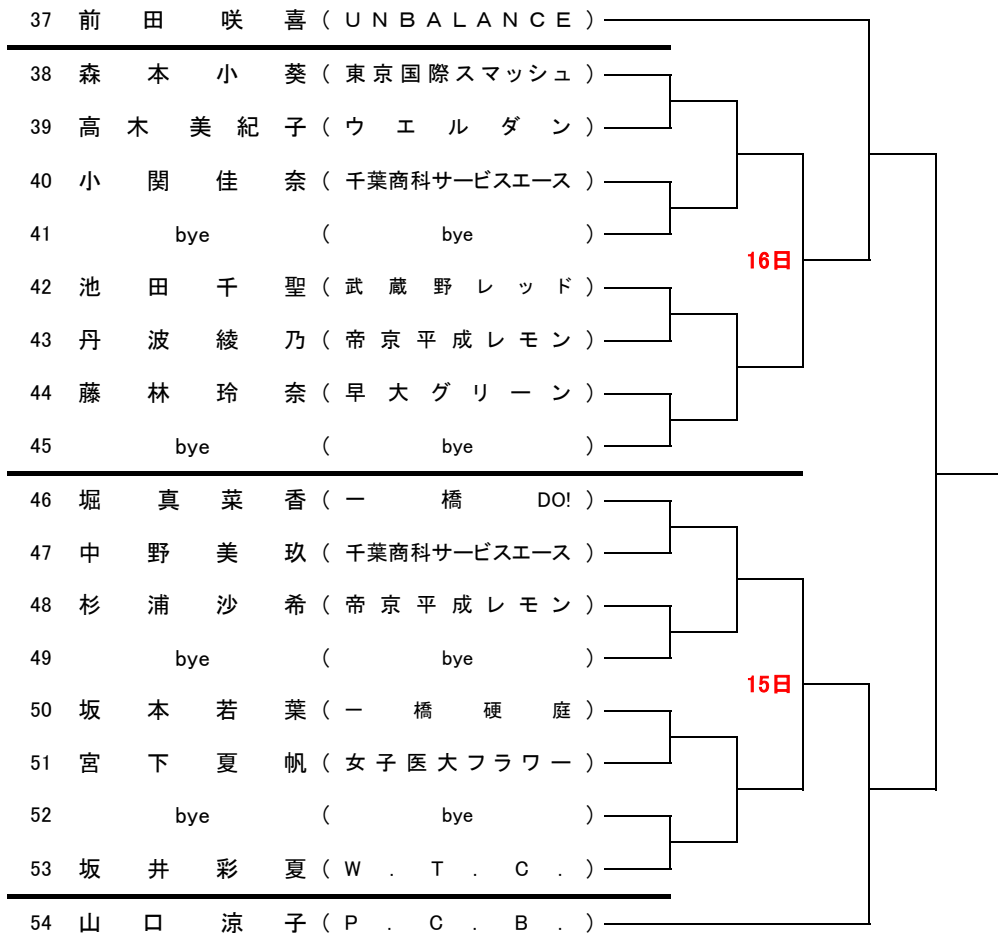 37 前田咲喜 (UNBALANCE)
38 森本小葵 (東京国際スマッシュ)
39 高木美紀子 (ウエルダン)
40 小関佳奈 (千葉商科サービスエース)
41 bye (bye)
16日
42 池田千聖 (武蔵野レッド)
43 丹波綾乃 (帝京平成レモン)
44 藤林玲奈 (早大グリーン)
45 bye (bye)
46 堀真菜香 (一橋DO!)
47 中野美玖 (千葉商科サービスエース)
48 杉浦沙希 (帝京平成レモン)
49 bye (bye)
15日
50 坂本若葉 (一橋硬庭)
51 宮下夏帆 (女子医大フラワー)
52 bye (bye)
53 坂井彩夏 (W.T.C.)
54 山口涼子 (P.C.B.)